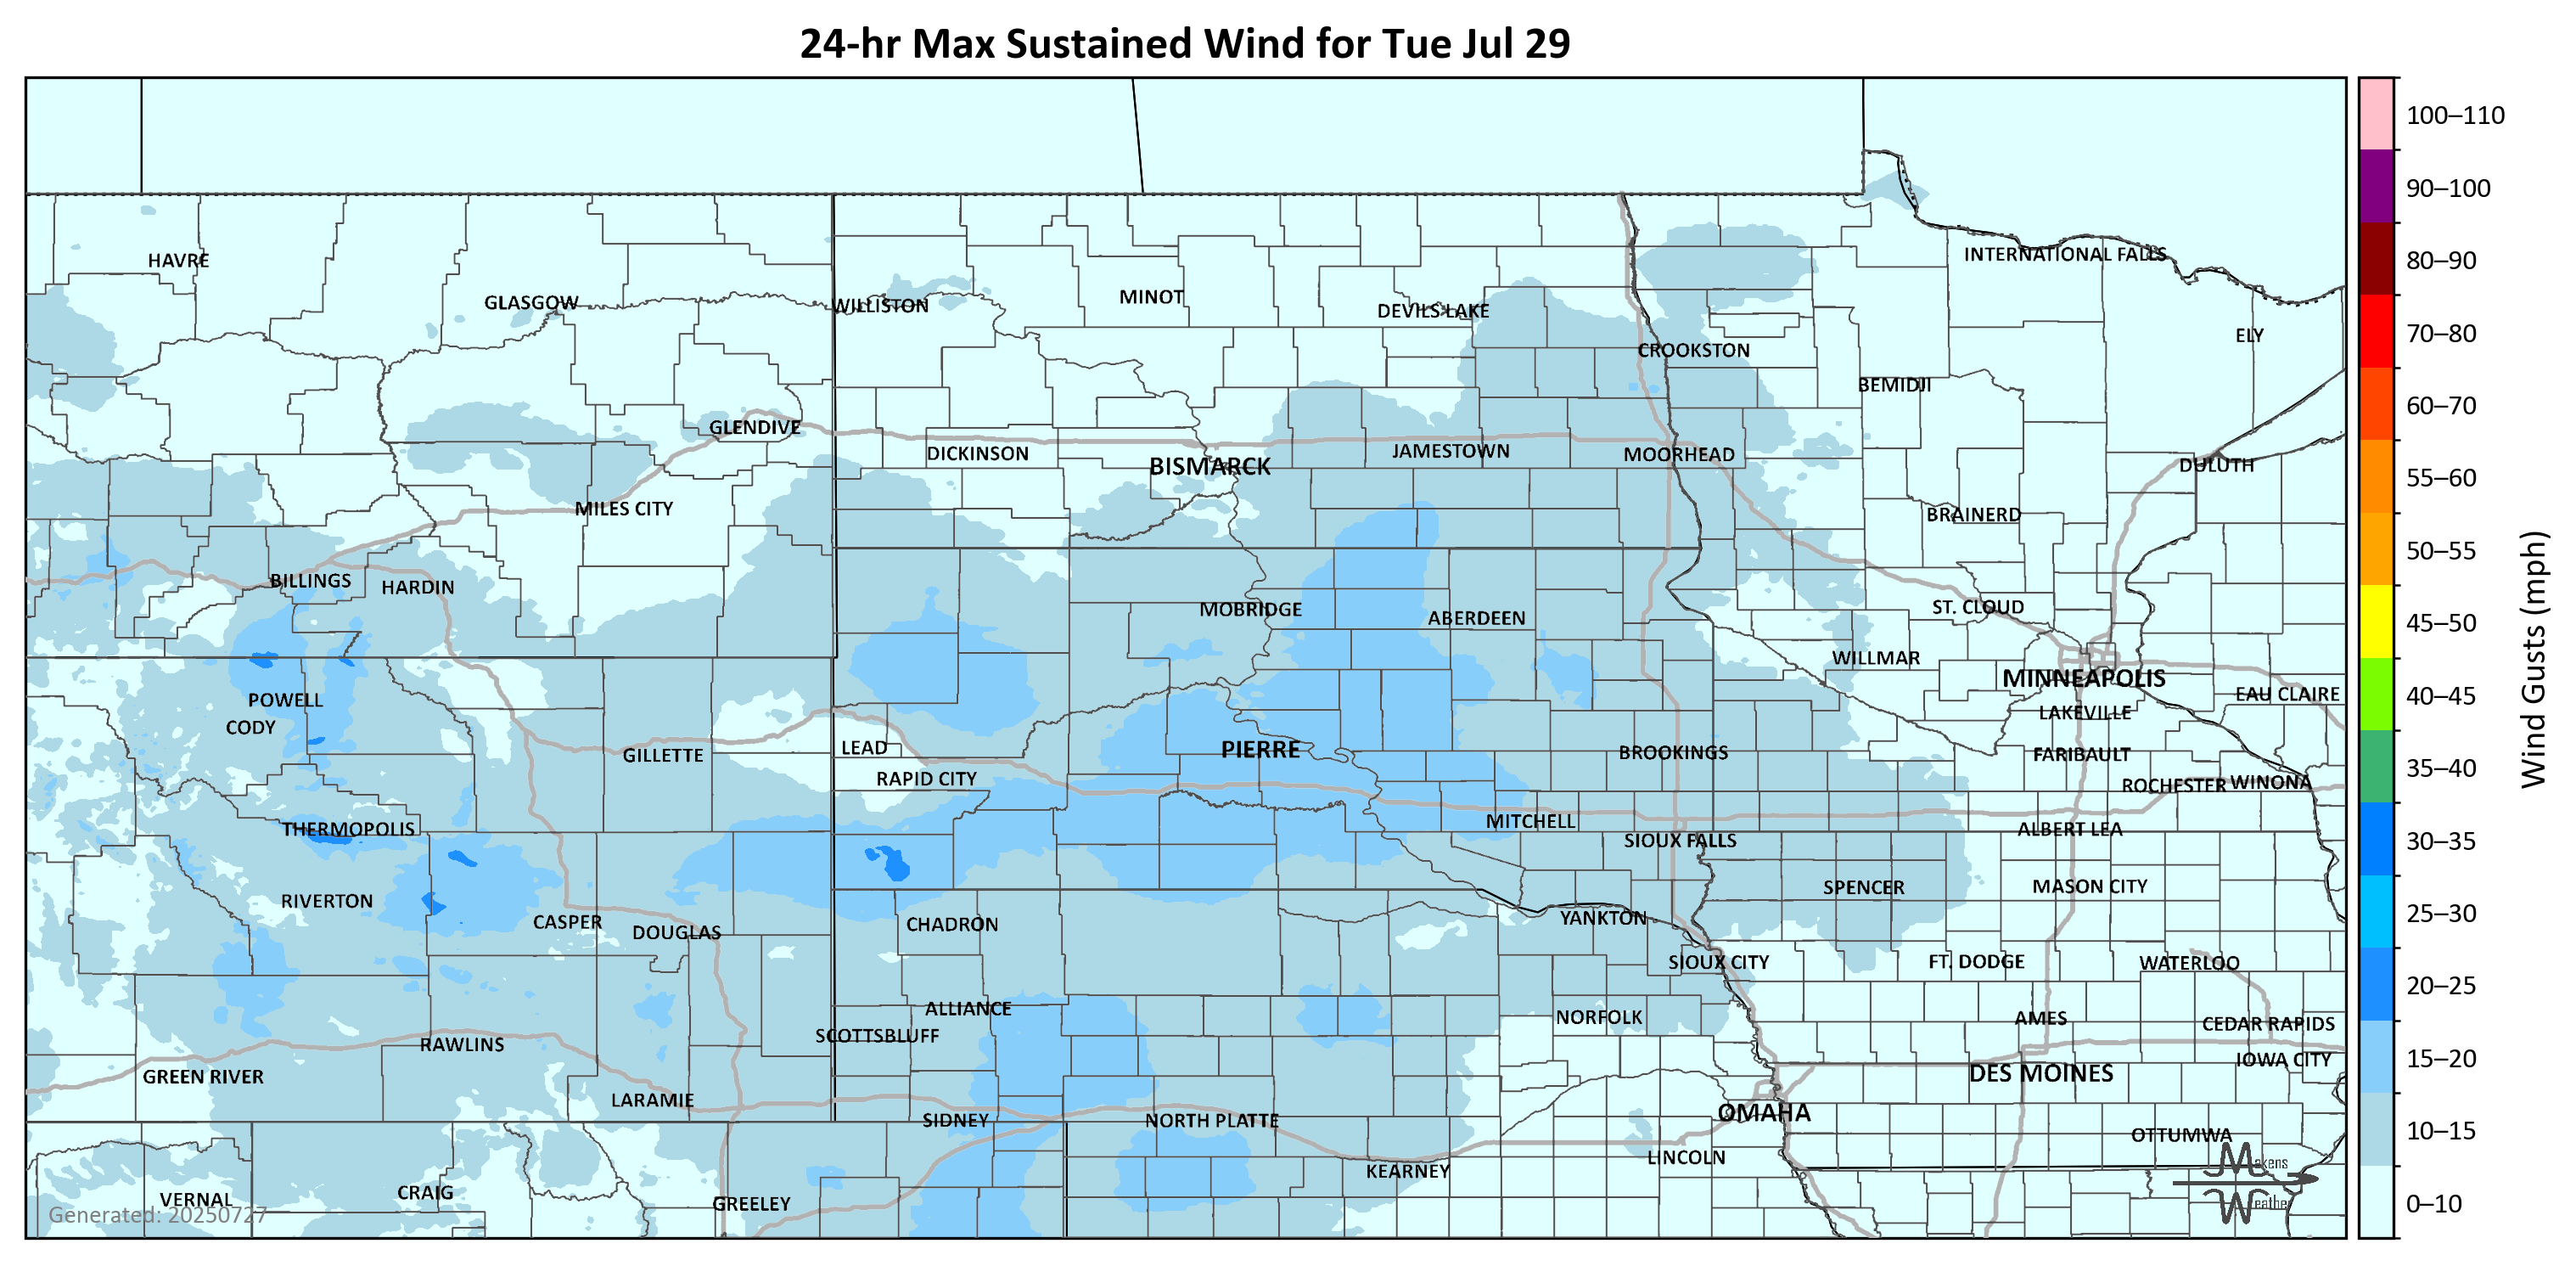 24-hr Max Sustained Wind for Tue Jul 29
100–110
90–100
INTERNATIONAL FALLS
HAVRE
80–90
MINOT
GLASGOW
WILLISTON
DEVILS LAKE
70–80
ELY
CROOKSTON
BEMIDJI
60–70
GLENDIVE
DICKINSON
JAMESTOWN
MOORHEAD
BISMARCK
DULUTH
55–60
MILES CITY
BRAINERD
50–55
BILLINGS
HARDIN
MOBRIDGE
ABERDEEN
ST. CLOUD
45–50
WILLMAR
MINNEAPOLIS
EAU CLAIRE
40–45
POWELL
LAKEVILLE
CODY
Wind Gusts (mph)
GILLETTE
LEAD
PIERRE
BROOKINGS
FARIBAULT
35–40
RAPID CITY
ROCHESTER
WINONA
THERMOPOLIS
MITCHELL
ALBERT LEA
SIOUX FALLS
30–35
SPENCER
MASON CITY
RIVERTON
25–30
CASPER
DOUGLAS
CHADRON
YANKTON
SIOUX CITY
FT. DODGE
WATERLOO
20–25
ALLIANCE
NORFOLK
AMES
CEDAR RAPIDS
SCOTTSBLUFF
RAWLINS
15–20
IOWA CITY
GREEN RIVER
DES MOINES
LARAMIE
OMAHA
SIDNEY
NORTH PLATTE
10–15
OTTUMWA
LINCOLN
KEARNEY
Makens
Weather
VERNAL
CRAIG
GREELEY
0–10
Generated: 20250727